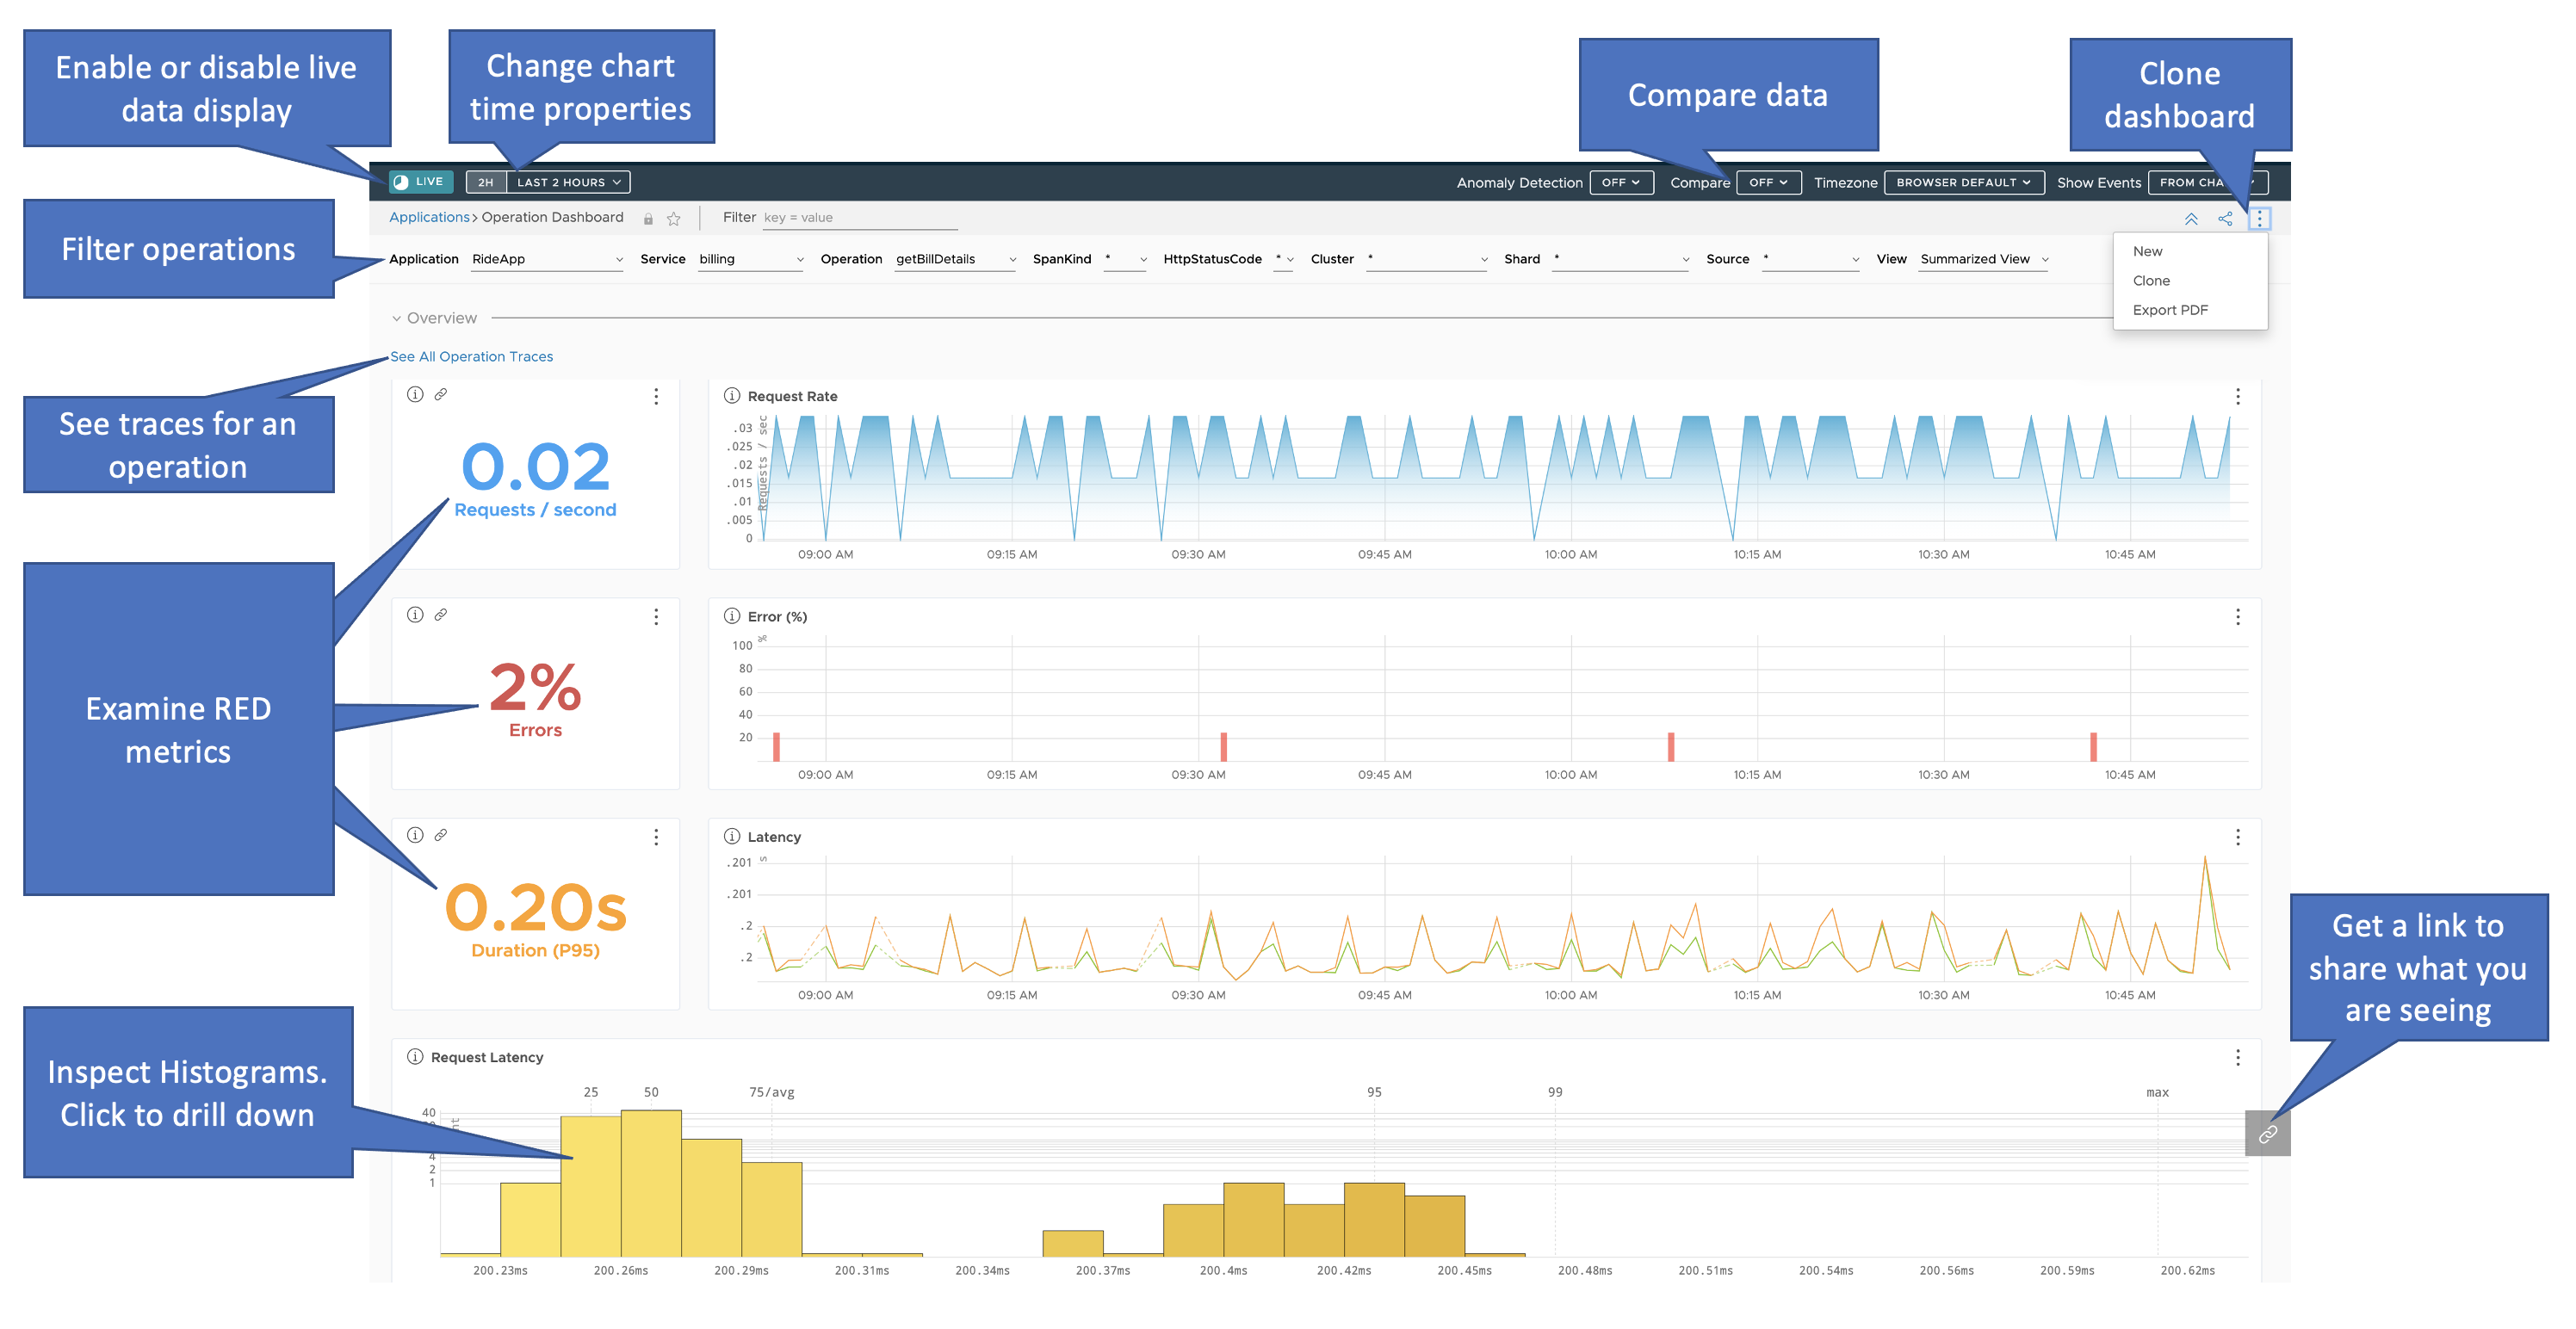 Enable or disable live
data display
Change chart
time properties
Compare data
Clone
dashboard
LIVE
2H LAST 2 HOURS
Anomaly Detection OFF Compare OFF Timezone BROWSER DEFAULT Show Events FROM CHA
Filter operations
Applications > Operation Dashboard
Filter key = value
Application RideApp Service billing Operation getBillDetails SpanKind * HttpStatusCode * Cluster * Shard * Source * View Summarized View
New
Clone
Export PDF
Overview
See All Operation Traces
See traces for an
operation
0.02
Requests / second
Request Rate
Requests / sec
.03
.025
.02
.015
.01
.005
0
09:00 AM 09:15 AM 09:30 AM 09:45 AM 10:00 AM 10:15 AM 10:30 AM 10:45 AM
Examine RED
metrics
2%
Errors
Error (%)
%
100
80
60
40
20
09:00 AM 09:15 AM 09:30 AM 09:45 AM 10:00 AM 10:15 AM 10:30 AM 10:45 AM
0.20s
Duration (P95)
Latency
s
.201
.201
.2
.2
09:00 AM 09:15 AM 09:30 AM 09:45 AM 10:00 AM 10:15 AM 10:30 AM 10:45 AM
Get a link to
share what you
are seeing
Inspect Histograms.
Click to drill down
Request Latency
25 50 75/avg 95 99 max
40
4
2
1
200.23ms 200.26ms 200.29ms 200.31ms 200.34ms 200.37ms 200.4ms 200.42ms 200.45ms 200.48ms 200.51ms 200.54ms 200.56ms 200.59ms 200.62ms